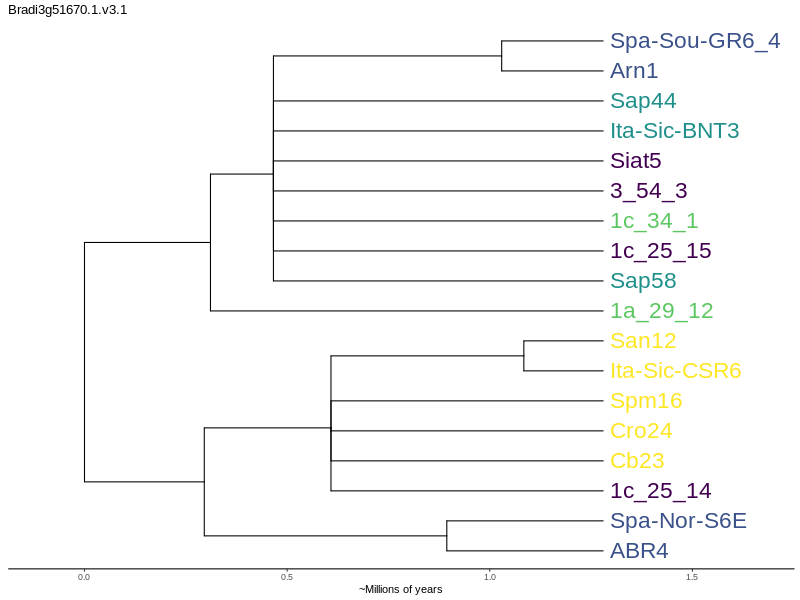 Bradi3g51670.1.v3.1
Spa-Sou-GR6_4
Arn1
Sap44
Ita-Sic-BNT3
Siat5
3_54_3
1c_34_1
1c_25_15
Sap58
1a_29_12
San12
Ita-Sic-CSR6
Spm16
Cro24
Cb23
1c_25_14
Spa-Nor-S6E
ABR4
0.0 0.5 1.0 1.5
~Millions of years